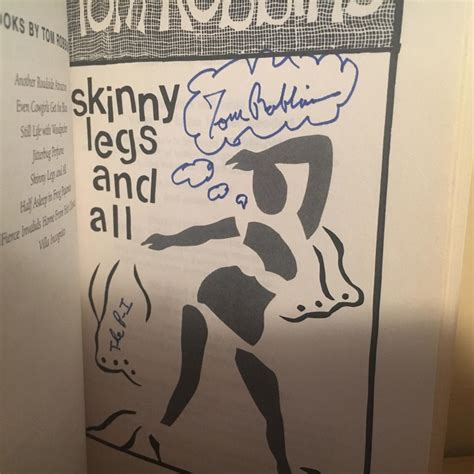 OOKS BY TOM ROBB
Another Roadside Attraction
Even Cowgirls Get the Blues
Still Life with Woodpecker
Jitterbug Perfume
Skinny Legs and All
Half Asleep in Frog Pajamas
Fierce Invalids Home From Hot
Villa Incognito
TOM ROBBINS
skinny
legs
and
all
Tom Robbins
The P-I